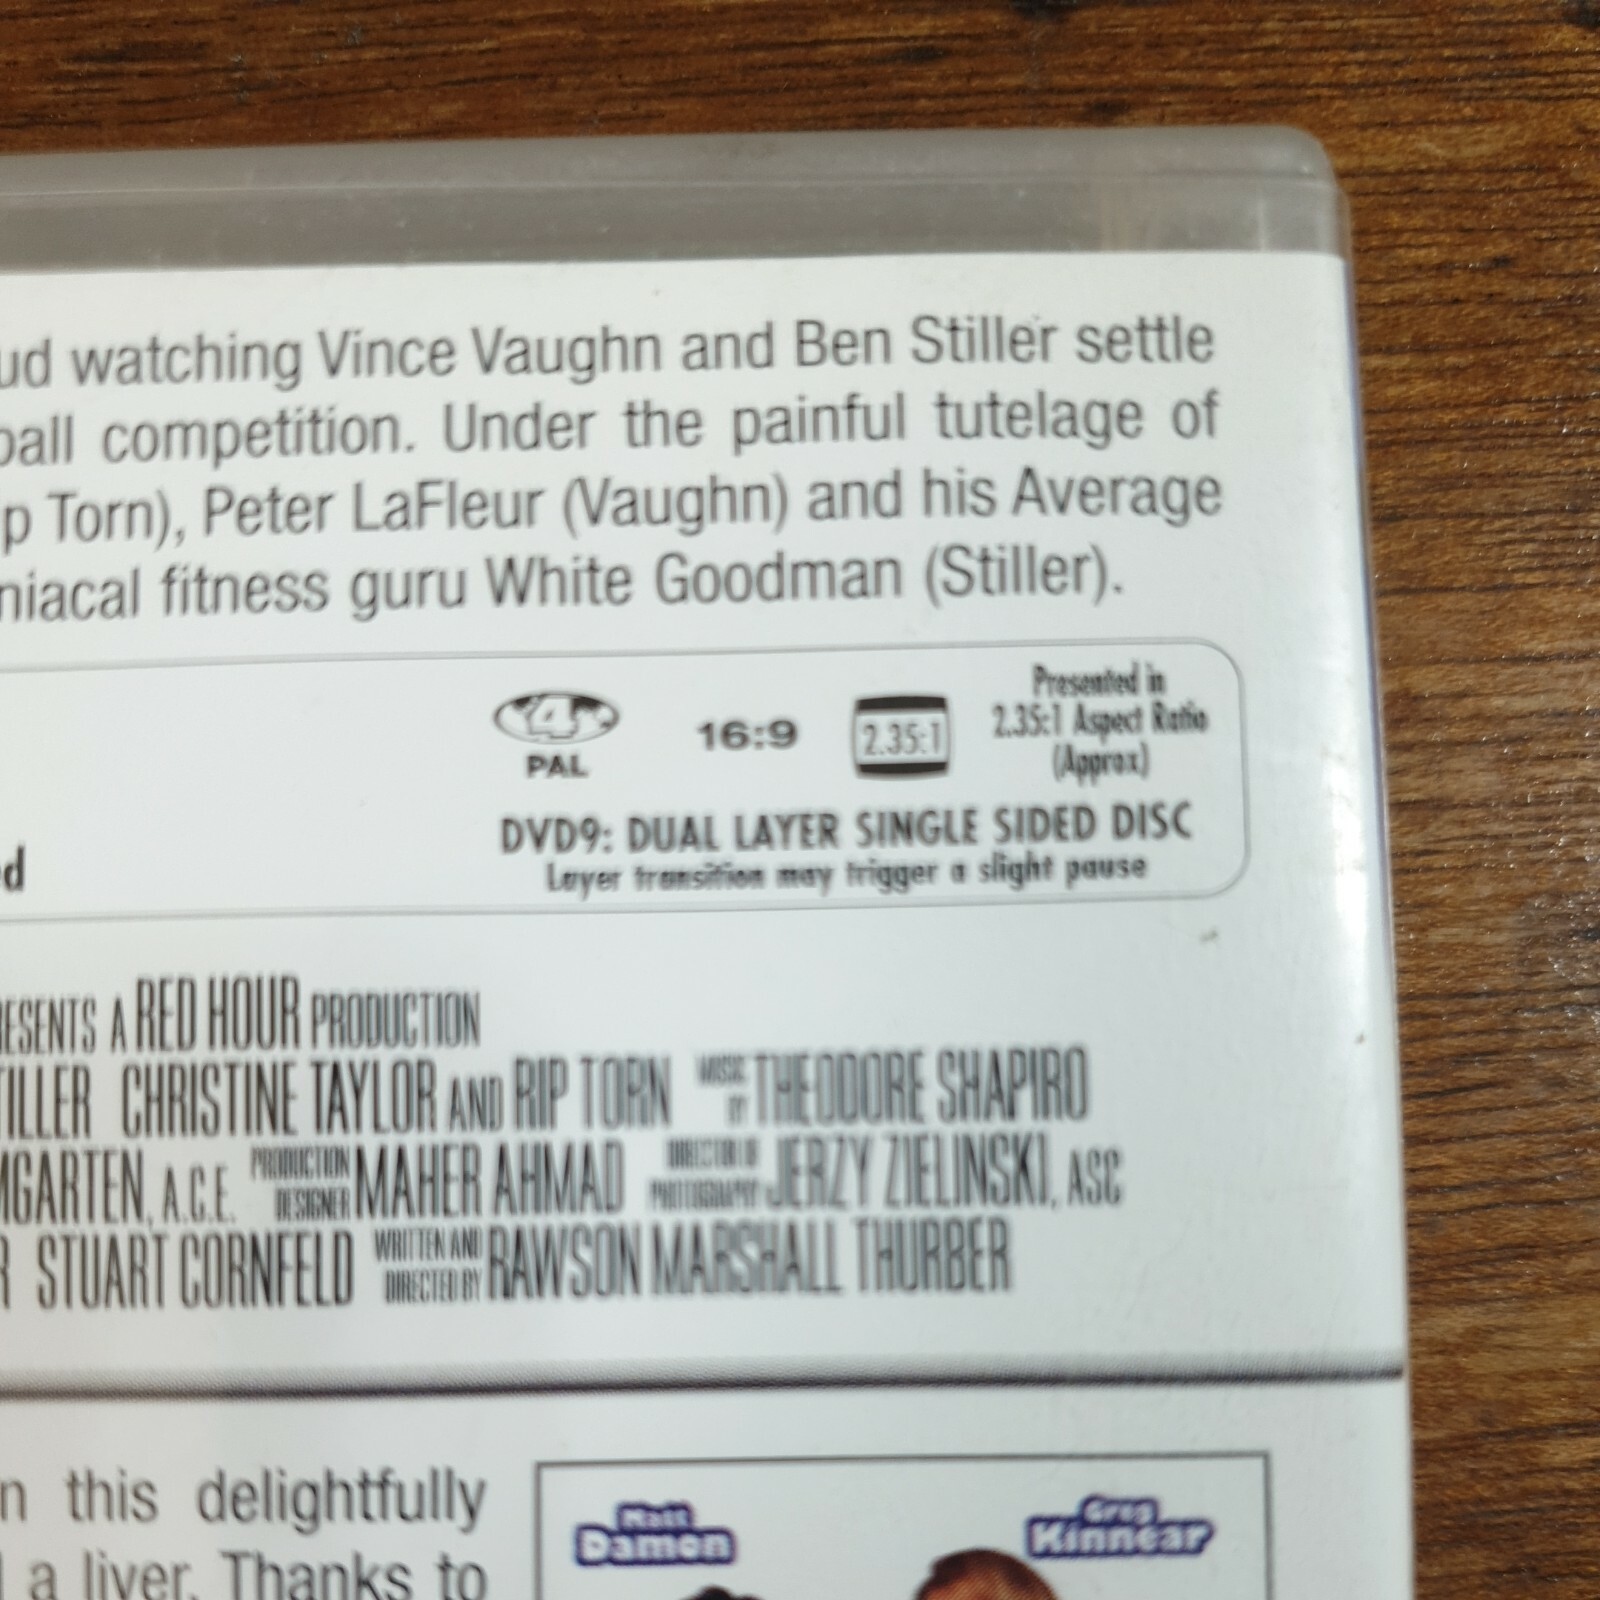 ud watching Vince Vaughn and Ben Stiller settle
ball competition. Under the painful tutelage of
p Torn), Peter LaFleur (Vaughn) and his Average
niacal fitness guru White Goodman (Stiller).
4
PAL
16:9
2.35:1
Presented in
2.35:1 Aspect Ratio
(Approx)
DVD9: DUAL LAYER SINGLE SIDED DISC
Layer transition may trigger a slight pause
ed
ESENTS A RED HOUR PRODUCTION
TILLER CHRISTINE TAYLOR AND RIP TORN MUSIC BY THEODORE SHAPIRO
MGARTEN, A.C.E. PRODUCTION DESIGNER MAHER AHMAD DIRECTOR OF PHOTOGRAPHY JERZY ZIELINSKI, ASC
R STUART CORNFELD WRITTEN AND DIRECTED BY RAWSON MARSHALL THURBER
n this delightfully
a liver. Thanks to
Matt
Damon
Greg
Kinnear